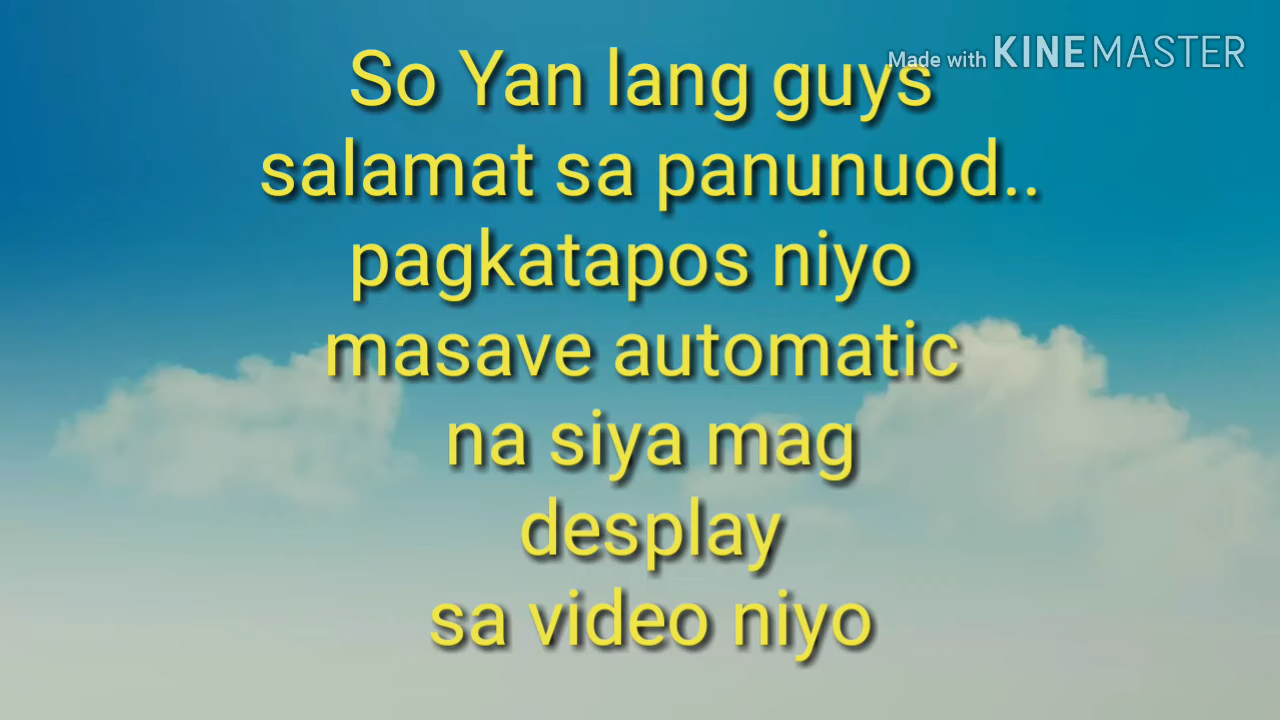 Made with KINEMASTER
So Yan lang guys
salamat sa panunuod..
pagkatapos niyo
masave automatic
na siya mag
desplay
sa video niyo